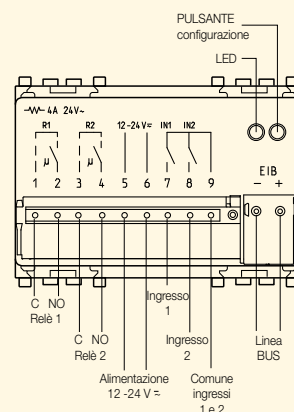 PULSANTE
configurazione
LED
4A 24V~
R1 R2 12-24V⎓ IN1 IN2
µ µ
1 2 3 4 5 6 7 8 9
EIB
– +
C NO
Relè 1
C NO
Relè 2
Alimentazione
12 -24 V ⎓
Ingresso
1
Ingresso
2
Comune
ingressi
1 e 2
Linea
BUS